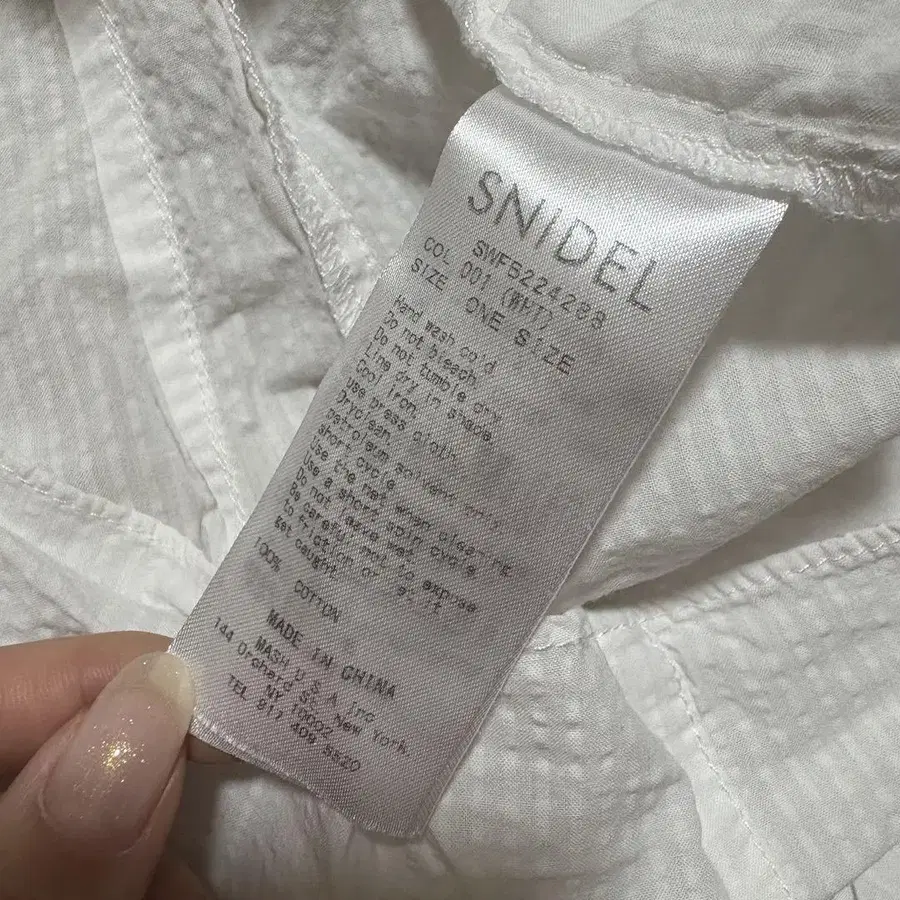 SNIDEL
SWFB224288
COL 001 (WHT)
SIZE ONE SIZE
Hand wash cold.
Do not bleach.
Do not tumble dry.
Line dry in shade.
Cool iron,
use press cloth.
Dryclean,
petroleum solvent only
short cycle.
Use the net when cleaning.
Use a short spin cycle.
Do not leave wet.
Be careful not to expose
to friction or let it
get caught.
100% COTTON
MADE IN CHINA
MASH U S A Inc
144 Orchard St. New York.
NY 10002
TEL 917 409 5520